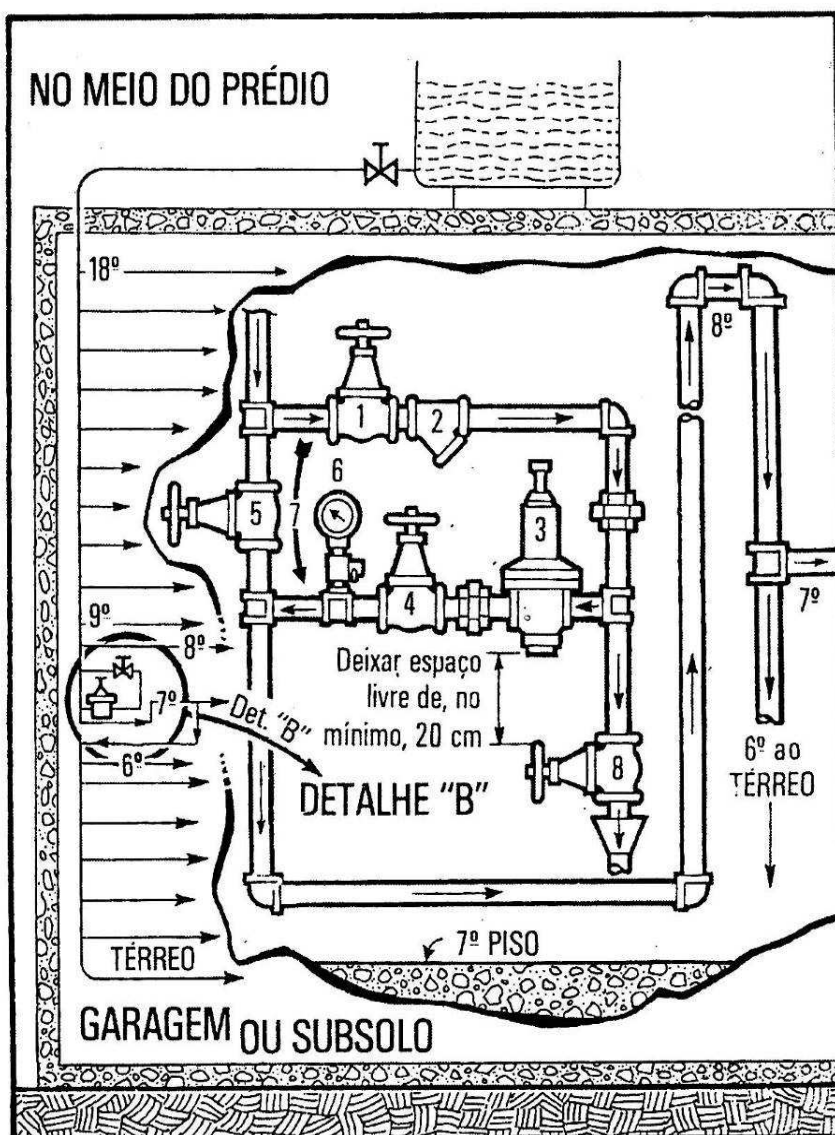 NO MEIO DO PRÉDIO
18º
8º
1
2
6
3
5
7
4
7º
9º
8º
Deixar espaço
livre de, no
mínimo, 20 cm
7º
Det. "B"
6º
8
6º ao
TÉRREO
DETALHE "B"
7º PISO
TÉRREO
GARAGEM OU SUBSOLO